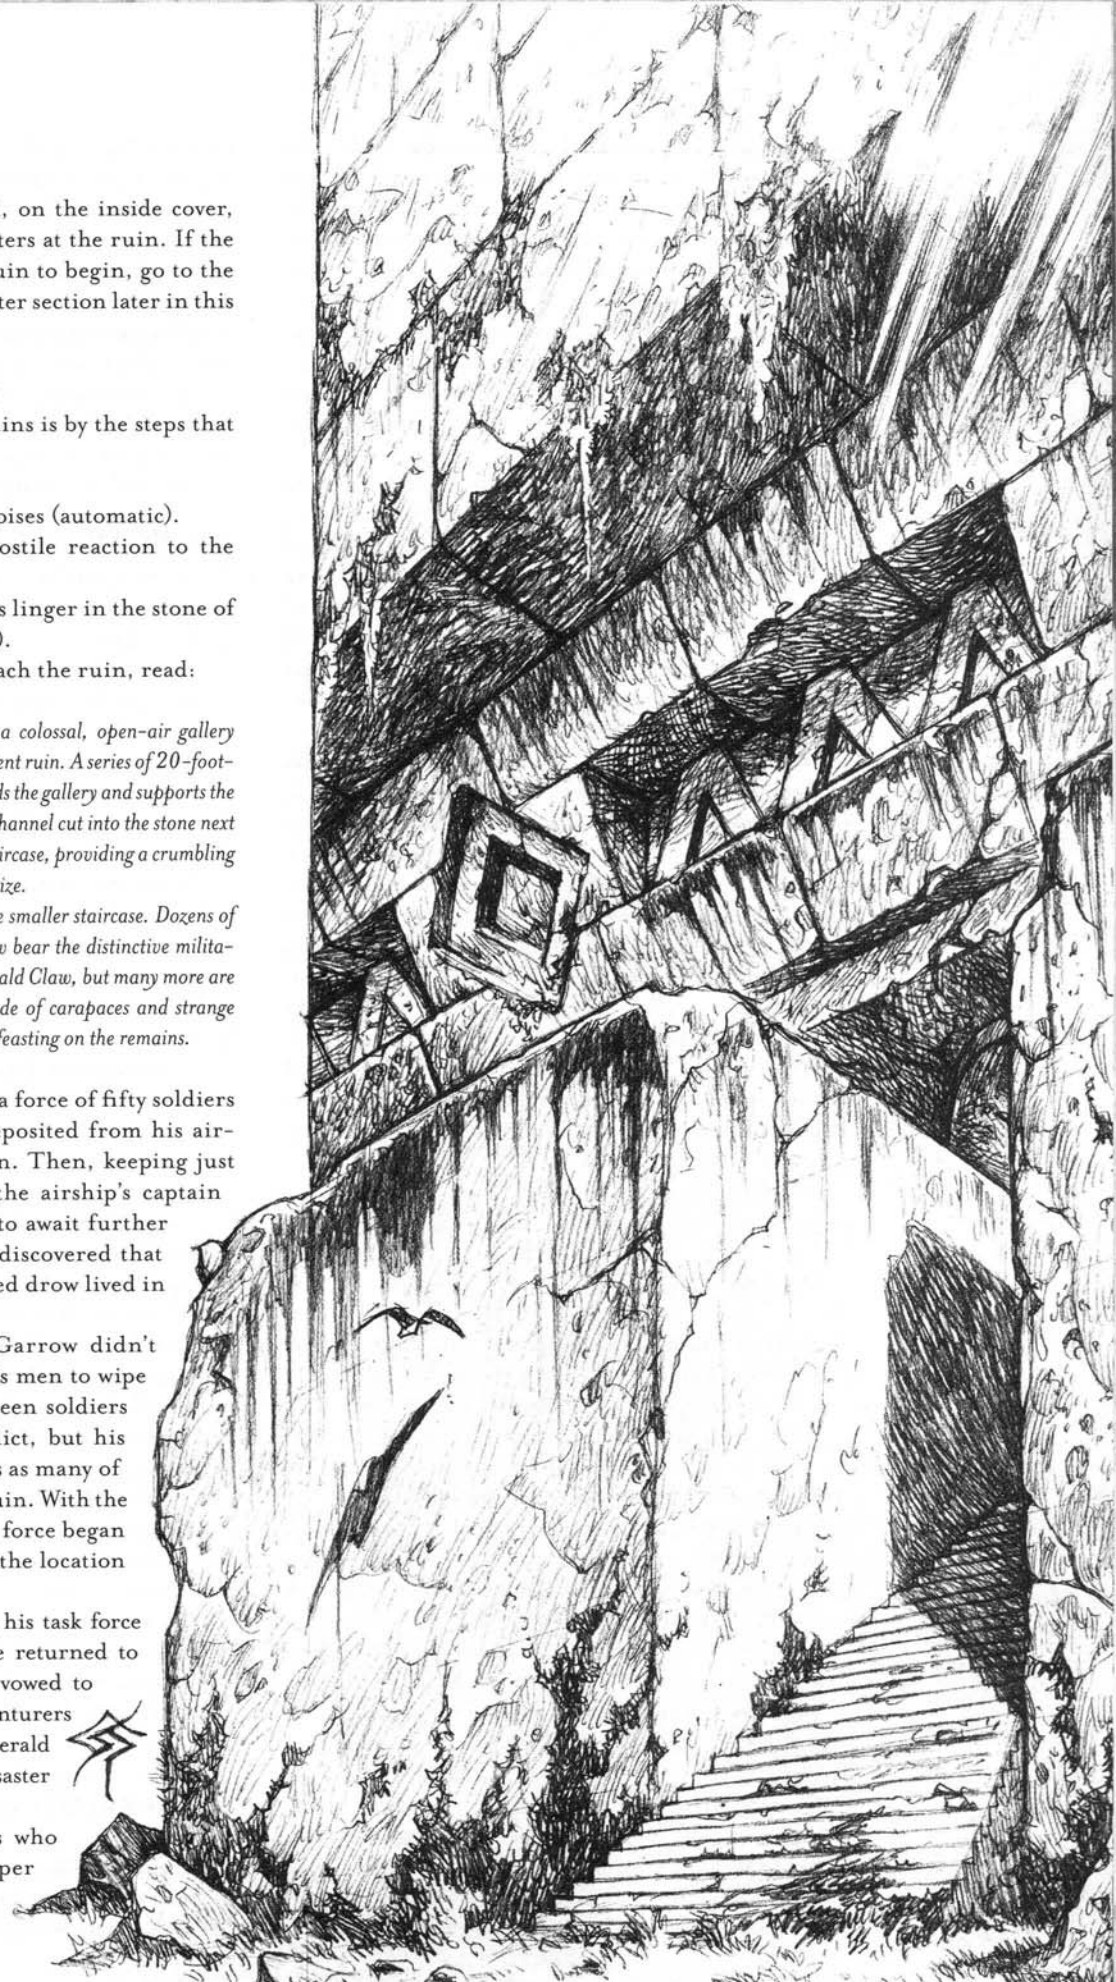 , on the inside cover,
ters at the ruin. If the
uin to begin, go to the
ter section later in this
ins is by the steps that
oises (automatic).
ostile reaction to the
s linger in the stone of
).
ach the ruin, read:
a colossal, open-air gallery
ent ruin. A series of 20-foot-
ds the gallery and supports the
hannel cut into the stone next
ircase, providing a crumbling
ize.
e smaller staircase. Dozens of
w bear the distinctive milita-
ald Claw, but many more are
de of carapaces and strange
feasting on the remains.
a force of fifty soldiers
eposited from his air-
n. Then, keeping just
the airship's captain
to await further
discovered that
ed drow lived in
Garrow didn't
s men to wipe
een soldiers
lict, but his
s as many of
uin. With the
force began
the location
his task force
e returned to
vowed to
nturers
erald
saster
s who
per